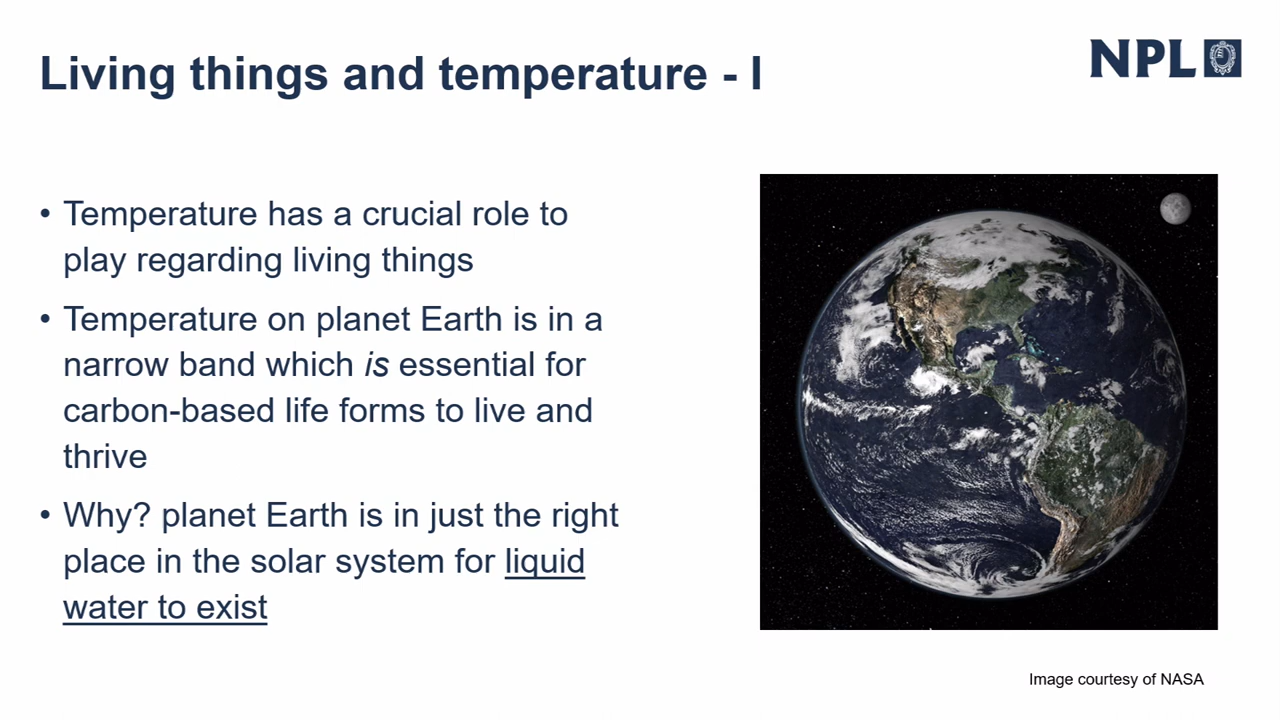 Living things and temperature - I
NPL
• Temperature has a crucial role to
play regarding living things
• Temperature on planet Earth is in a
narrow band which is essential for
carbon-based life forms to live and
thrive
• Why? planet Earth is in just the right
place in the solar system for liquid
water to exist
Image courtesy of NASA